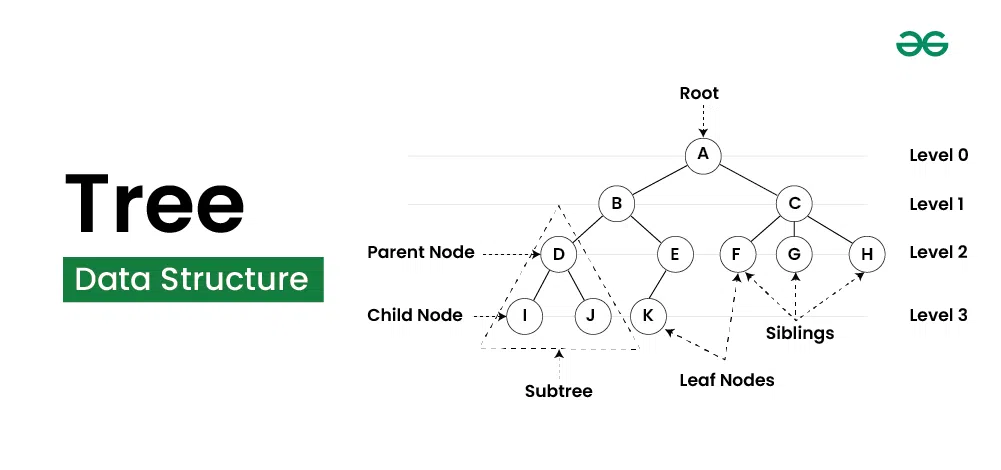 Tree
Data Structure
Root
A
Level 0
B
C
Level 1
Parent Node
D
E
F
G
H
Level 2
Child Node
I
J
K
Level 3
Siblings
Leaf Nodes
Subtree